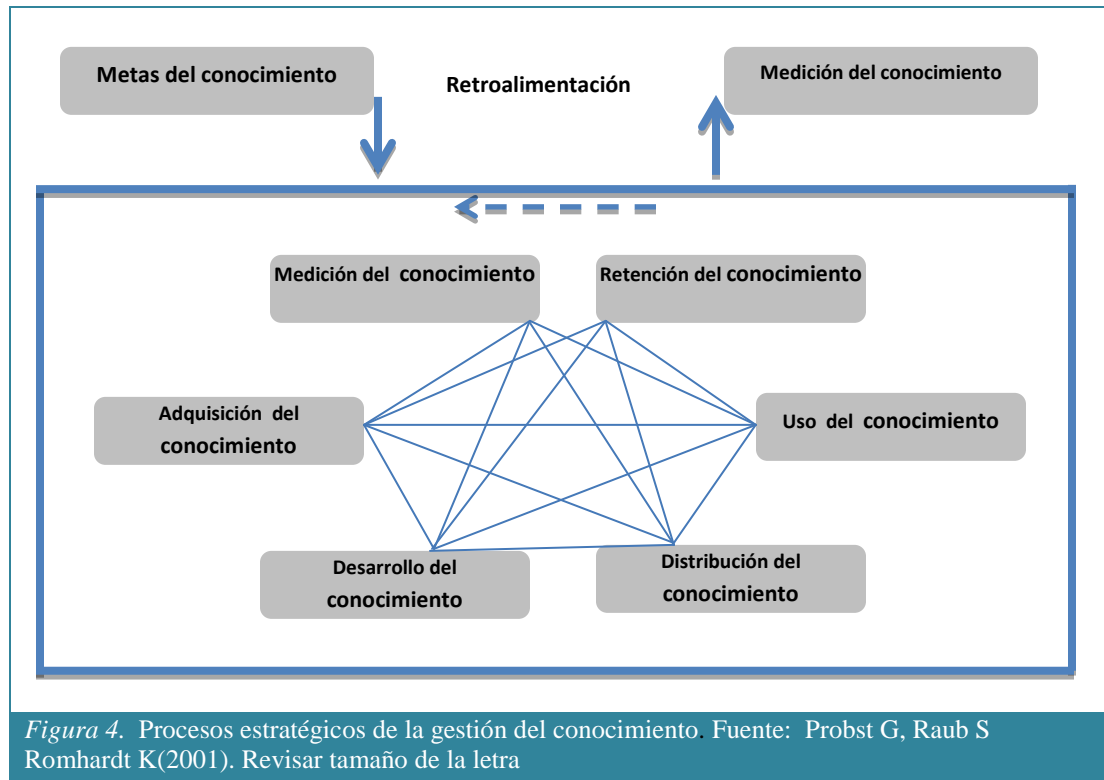 Metas del conocimiento
Retroalimentación
Medición del conocimiento
Medición del conocimiento
Retención del conocimiento
Adquisición del
conocimiento
Uso del conocimiento
Desarrollo del
conocimiento
Distribución del
conocimiento
Figura 4. Procesos estratégicos de la gestión del conocimiento. Fuente: Probst G, Raub S
Romhardt K(2001). Revisar tamaño de la letra